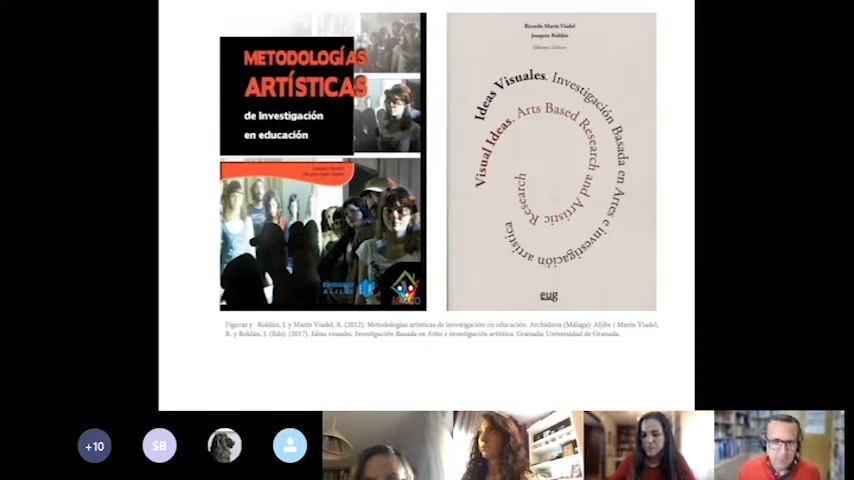 METODOLOGÍAS
ARTÍSTICAS
de Investigación
en educación
Ricardo Marín Viadel
Joaquín Roldán
Ideas Visuales. Investigación Basada en Artes e investigación artística
Visual Ideas. Arts Based Research and Artistic Research
eug
Figuras y Roldán, J. y Marín Viadel, R. (2012). Metodologías artísticas de investigación en educación. Archidona (Málaga): Aljibe / Marín Viadel,
R. y Roldán, J. (Eds). (2017). Ideas visuales. Investigación Basada en Artes e investigación artística. Granada: Universidad de Granada.
+10
SB